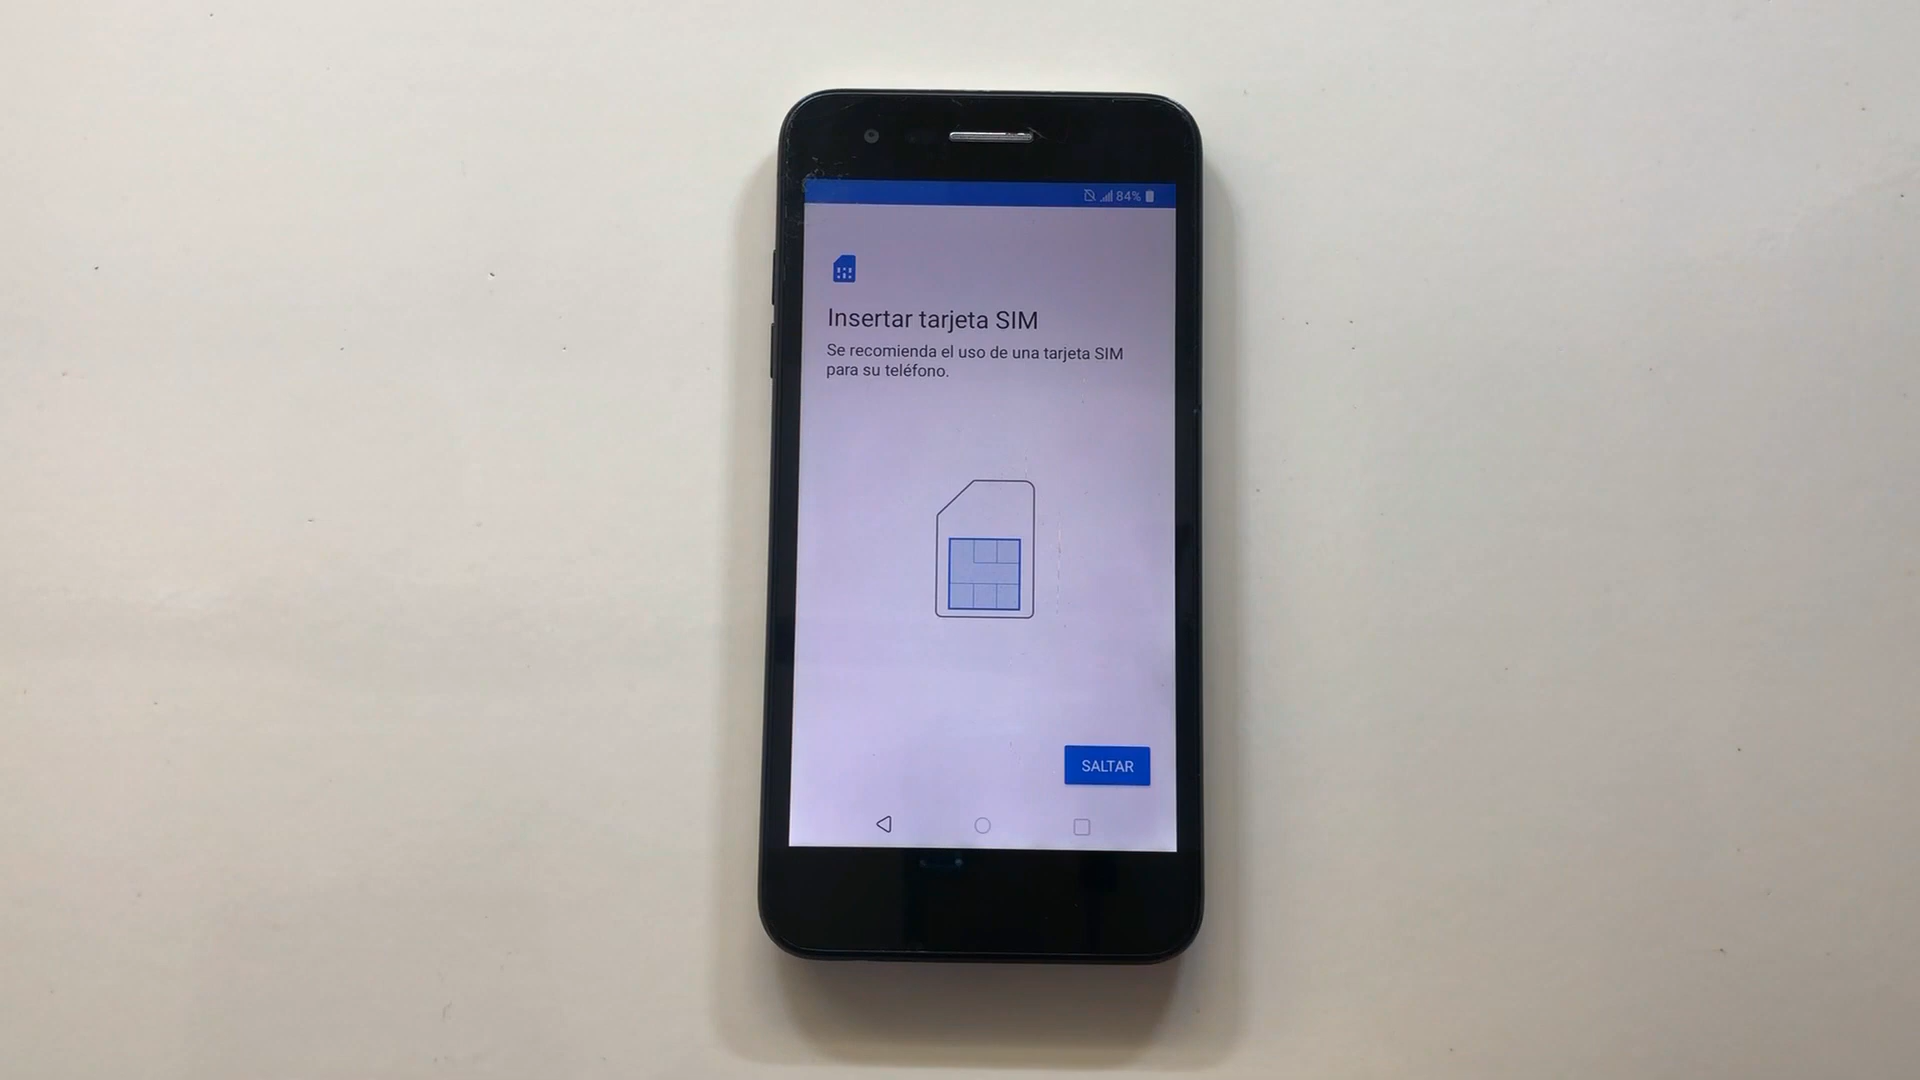 84%
Insertar tarjeta SIM
Se recomienda el uso de una tarjeta SIM
para su teléfono.
SALTAR